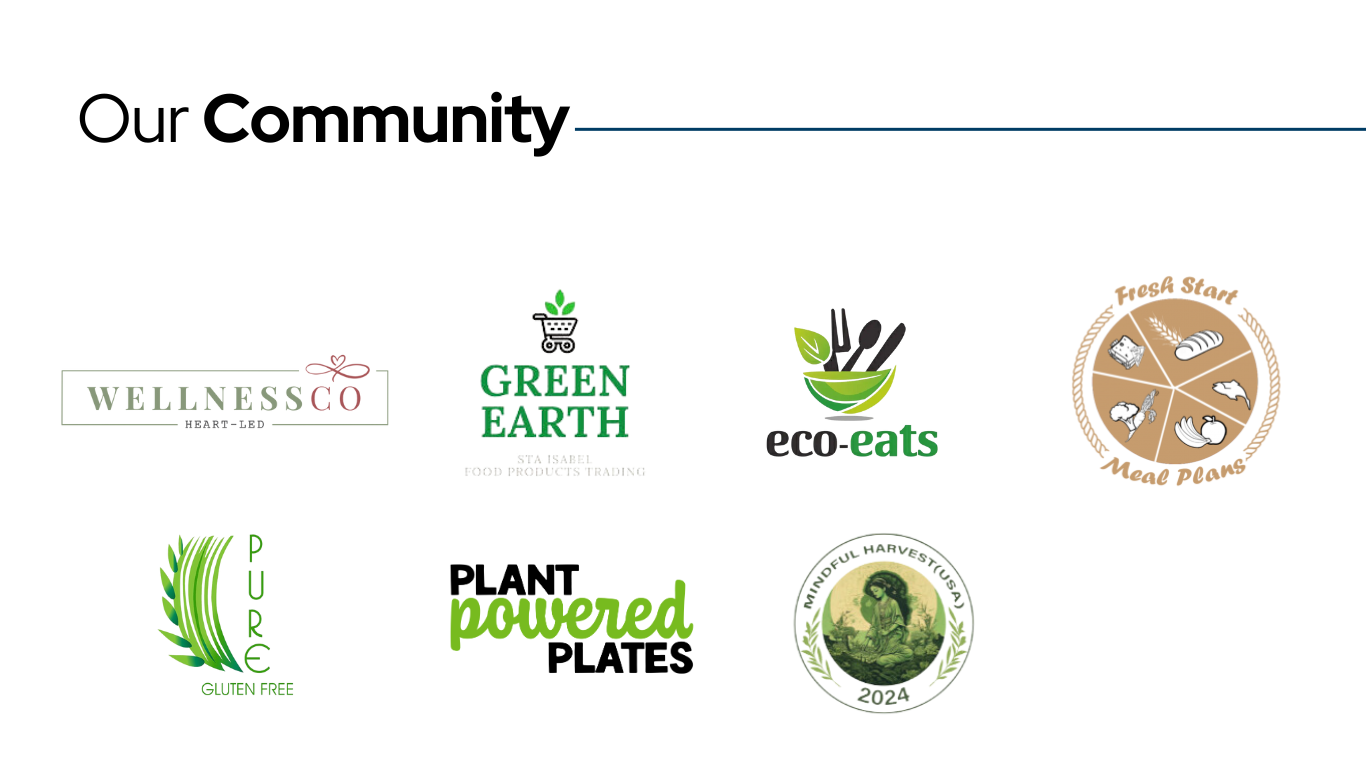 Our Community
WELLNESSCO
HEART-LED
GREEN
EARTH
STA ISABEL
FOOD PRODUCTS TRADING
eco-eats
Fresh Start
Meal Plans
PURE
GLUTEN FREE
PLANT
powered
PLATES
MINDFUL HARVEST(USA)
2024